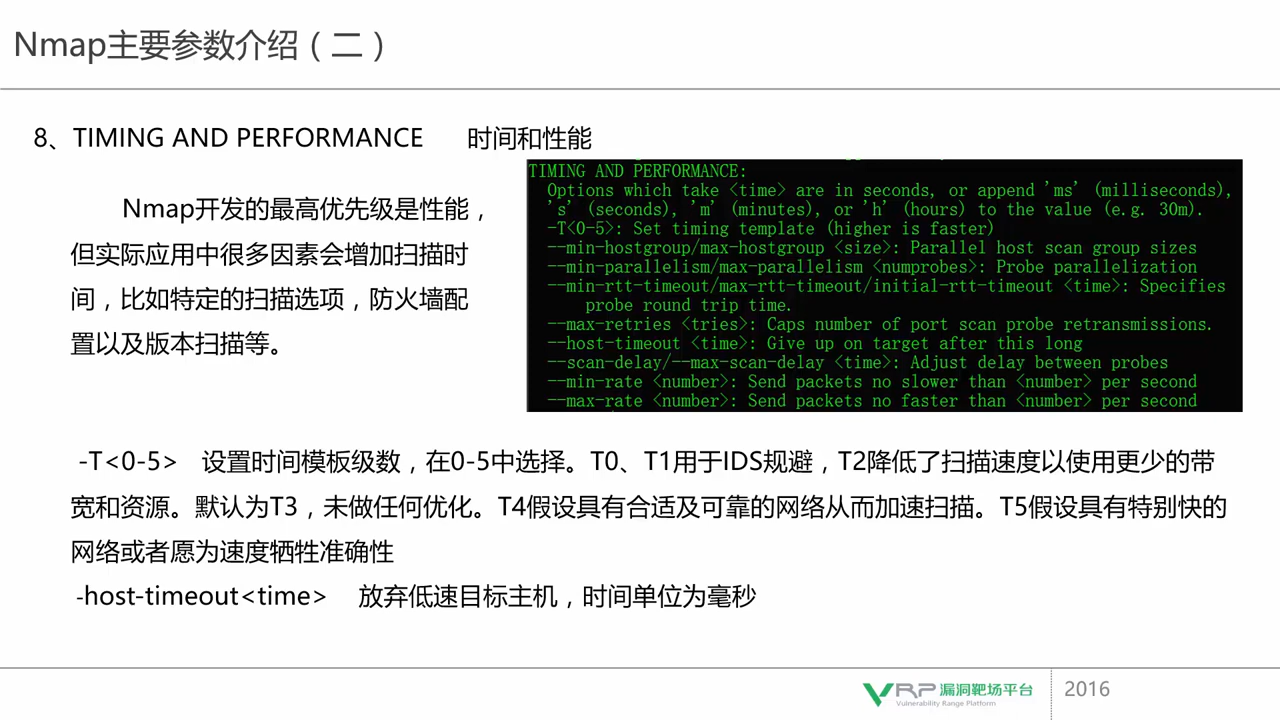 Nmap主要参数介绍（二）
8、TIMING AND PERFORMANCE 时间和性能
Nmap开发的最高优先级是性能，
但实际应用中很多因素会增加扫描时
间，比如特定的扫描选项，防火墙配
置以及版本扫描等。
TIMING AND PERFORMANCE:
Options which take <time> are in seconds, or append 'ms' (milliseconds),
's' (seconds), 'm' (minutes), or 'h' (hours) to the value (e.g. 30m).
-T<0-5>: Set timing template (higher is faster)
--min-hostgroup/max-hostgroup <size>: Parallel host scan group sizes
--min-parallelism/max-parallelism <numprobes>: Probe parallelization
--min-rtt-timeout/max-rtt-timeout/initial-rtt-timeout <time>: Specifies
probe round trip time.
--max-retries <tries>: Caps number of port scan probe retransmissions.
--host-timeout <time>: Give up on target after this long
--scan-delay/--max-scan-delay <time>: Adjust delay between probes
--min-rate <number>: Send packets no slower than <number> per second
--max-rate <number>: Send packets no faster than <number> per second
-T<0-5> 设置时间模板级数，在0-5中选择。T0、T1用于IDS规避，T2降低了扫描速度以使用更少的带
宽和资源。默认为T3，未做任何优化。T4假设具有合适及可靠的网络从而加速扫描。T5假设具有特别快的
网络或者愿为速度牺牲准确性
-host-timeout<time> 放弃低速目标主机，时间单位为毫秒
VRP 漏洞靶场平台
Vulnerability Range Platform
2016